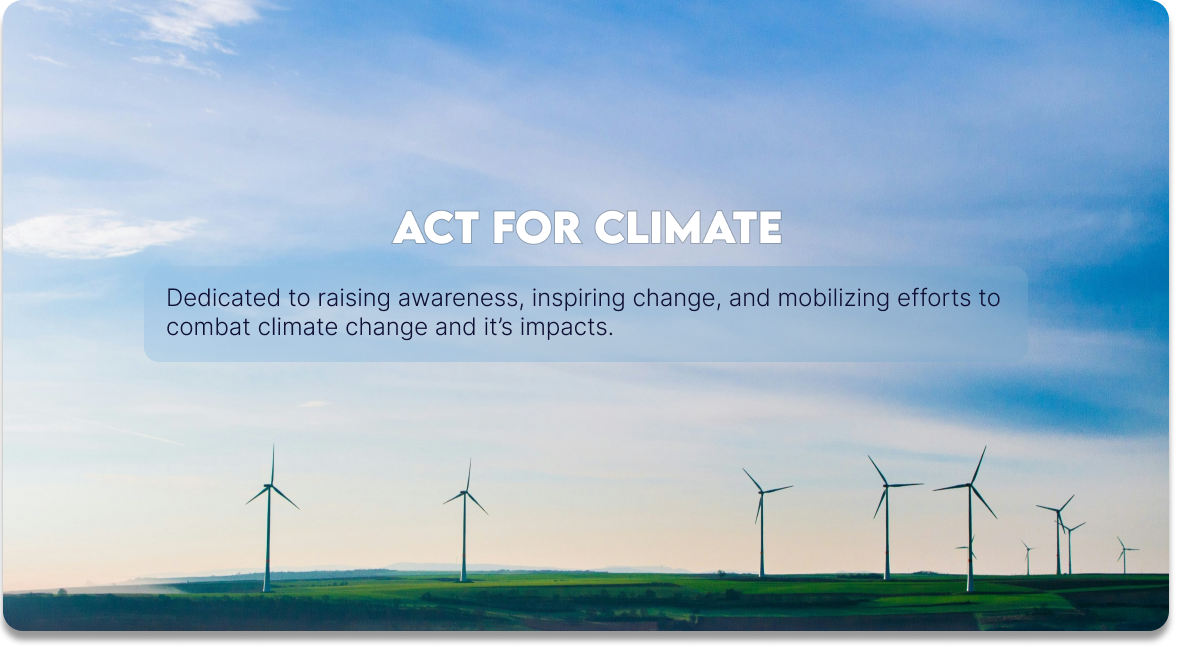 ACT FOR CLIMATE
Dedicated to raising awareness, inspiring change, and mobilizing efforts to
combat climate change and it’s impacts.